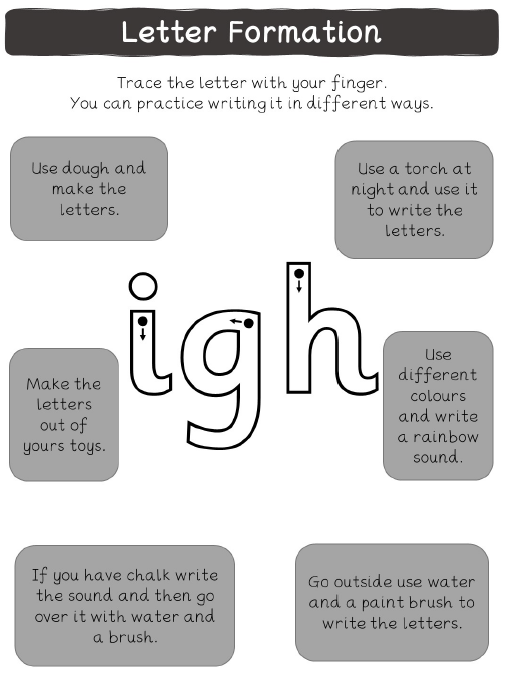 Letter Formation
Trace the letter with your finger.
You can practice writing it in different ways.
Use dough and
make the
letters.
Use a torch at
night and use it
to write the
letters.
igh
Make the
letters
out of
yours toys.
Use
different
colours
and write
a rainbow
sound.
If you have chalk write
the sound and then go
over it with water and
a brush.
Go outside use water
and a paint brush to
write the letters.